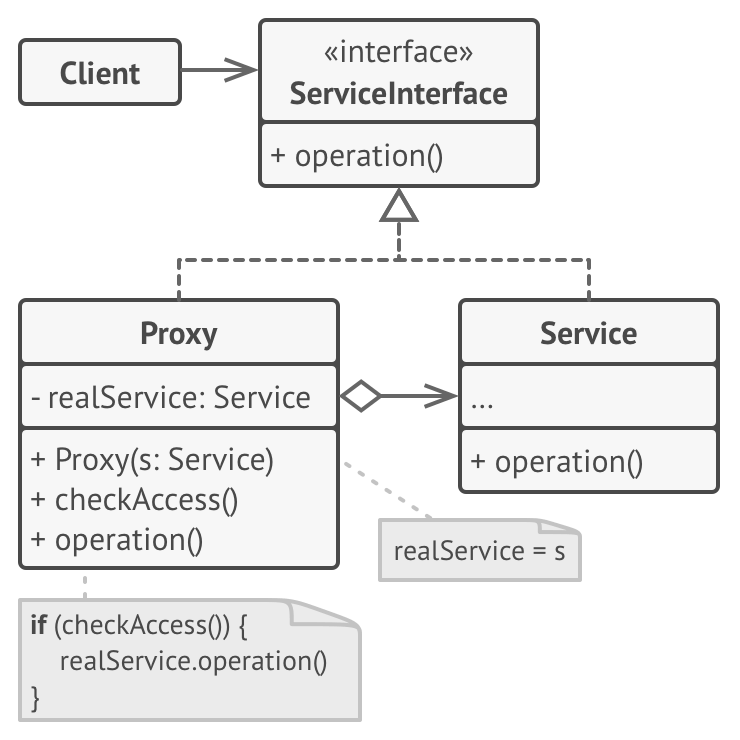 Client
«interface»
ServiceInterface
+ operation()
Proxy
- realService: Service
+ Proxy(s: Service)
+ checkAccess()
+ operation()
Service
...
+ operation()
realService = s
if (checkAccess()) {
realService.operation()
}